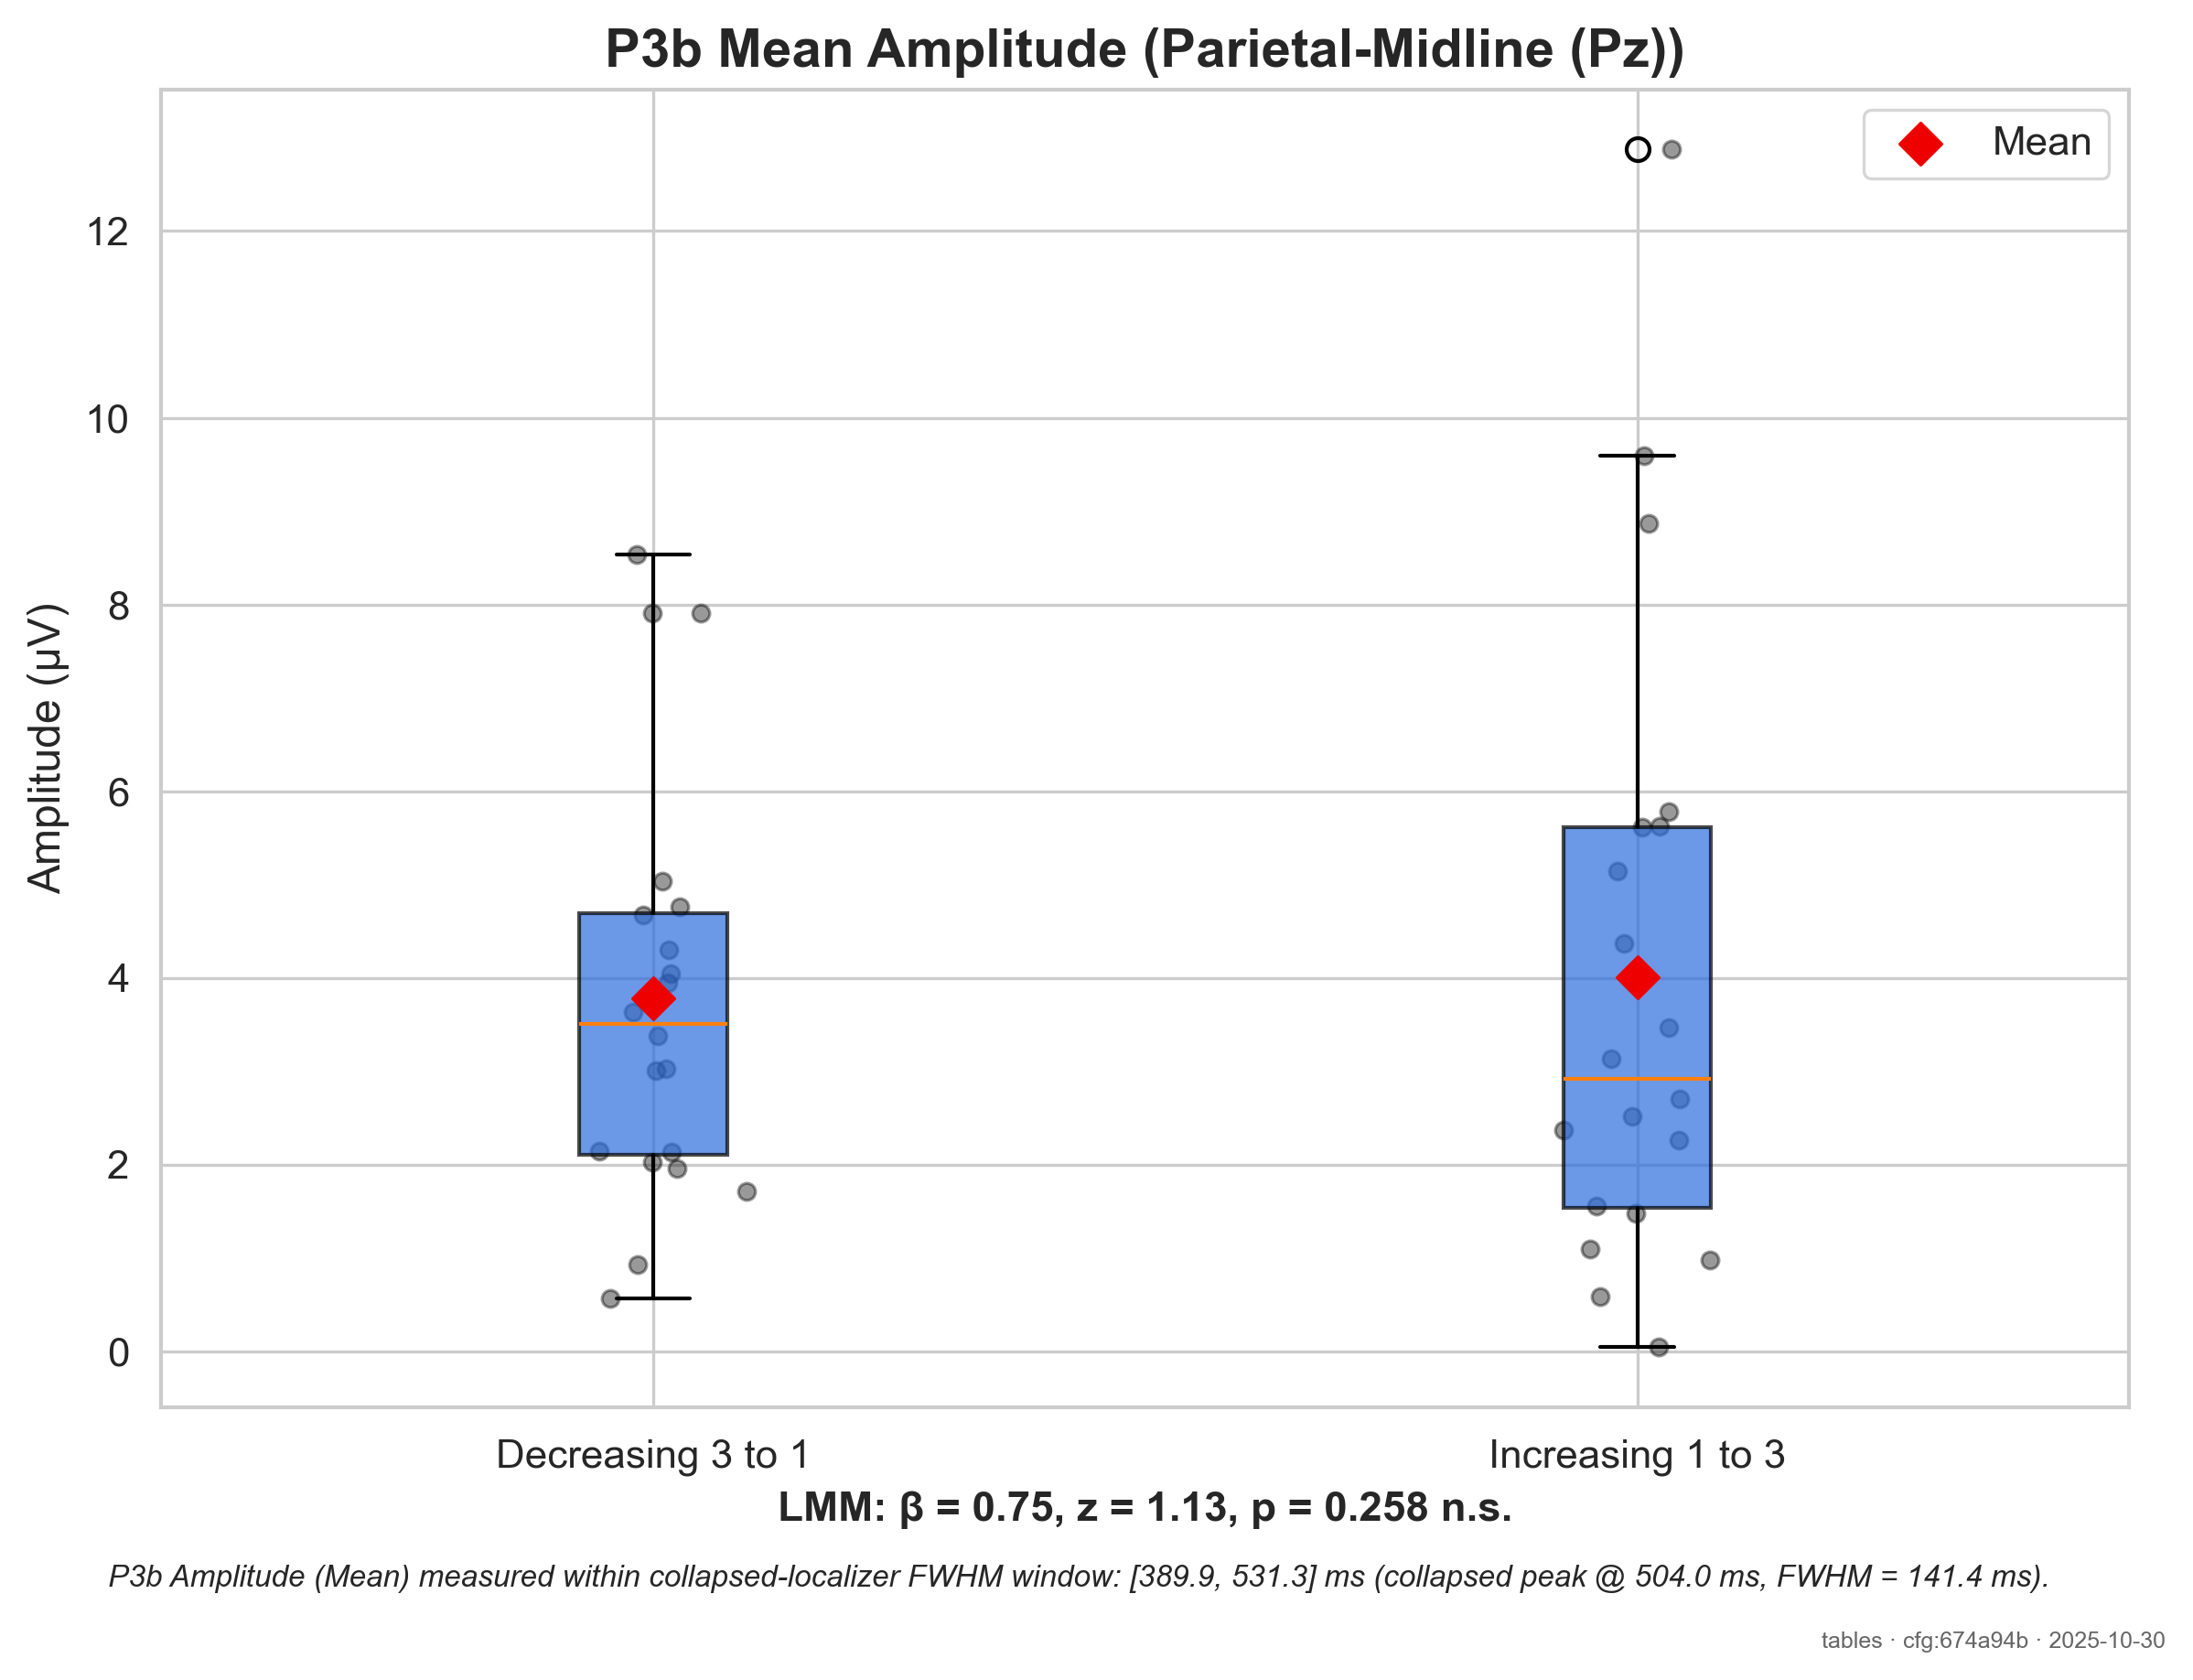 P3b Mean Amplitude (Parietal-Midline (Pz))
Mean
12
10
8
6
4
2
0
Amplitude (µV)
Decreasing 3 to 1
Increasing 1 to 3
LMM: β = 0.75, z = 1.13, p = 0.258 n.s.
P3b Amplitude (Mean) measured within collapsed-localizer FWHM window: [389.9, 531.3] ms (collapsed peak @ 504.0 ms, FWHM = 141.4 ms).
tables · cfg:674a94b · 2025-10-30